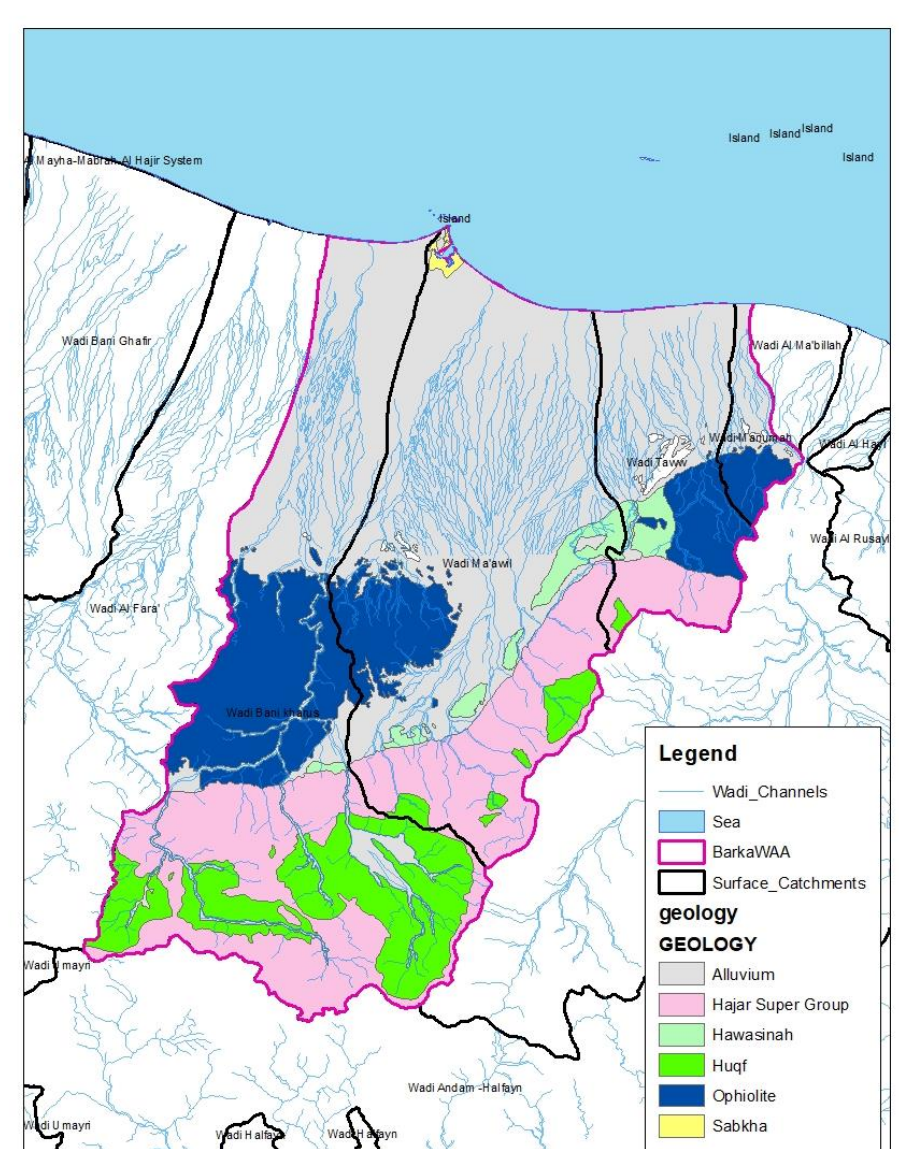 Island
Island
Island
Island
Al Mayha-Mabrah-Al Hajir System
Island
Wadi Bani Ghafir
Wadi Al Ma'billah
Wadi Manumah
Wadi Al Hayl
Wadi Taww
Wadi Al Rusayl
Wadi Ma'awil
Wadi Al Fara'
Wadi Bani kharus
Legend
Wadi_Channels
Sea
BarkaWAA
Surface_Catchments
geology
GEOLOGY
Alluvium
Hajar Super Group
Hawasinah
Huqf
Ophiolite
Sabkha
Wadi Umayri
Wadi Andam -Halfayn
Wadi Umayri
Wadi Halfayn
Wadi Halfayn